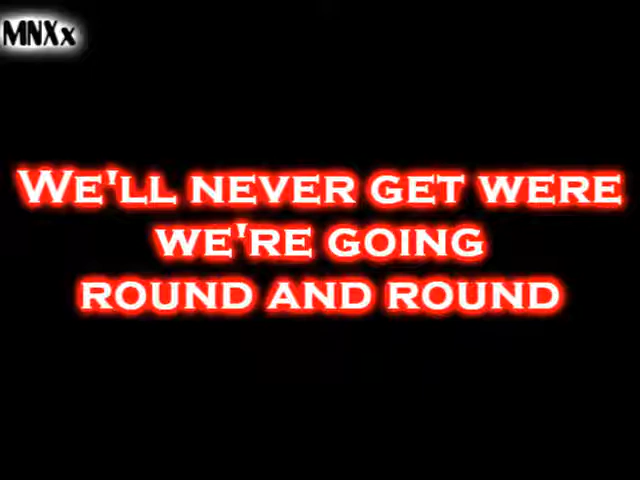 MNXx
WE'LL NEVER GET WERE
WE'RE GOING
ROUND AND ROUND